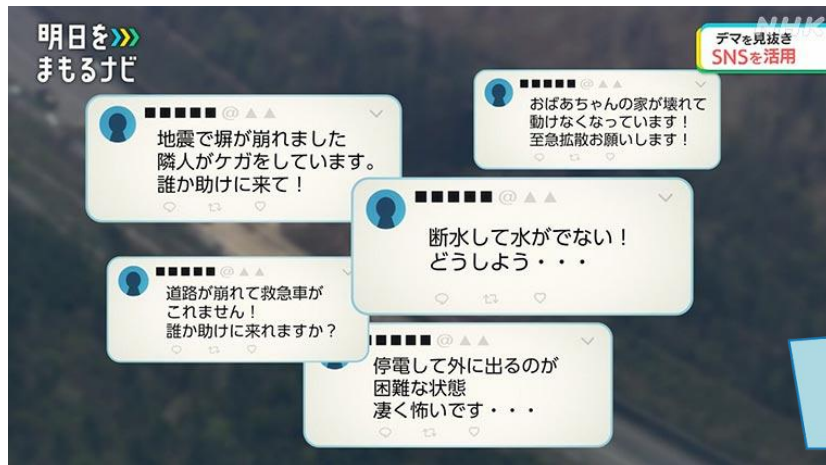 明日を
まもるナビ
NHK
デマを見抜き
SNSを活用
■■■■■@▲▲
地震で塀が崩れました
隣人がケガをしています。
誰か助けに来て！
■■■■■@▲▲
おばあちゃんの家が壊れて
動けなくなっています！
至急拡散お願いします！
■■■■■@▲▲
断水して水がでない！
どうしよう・・・
■■■■■@▲▲
道路が崩れて救急車が
これません！
誰か助けに来れますか？
■■■■■@▲▲
停電して外に出るのが
困難な状態
凄く怖いです・・・